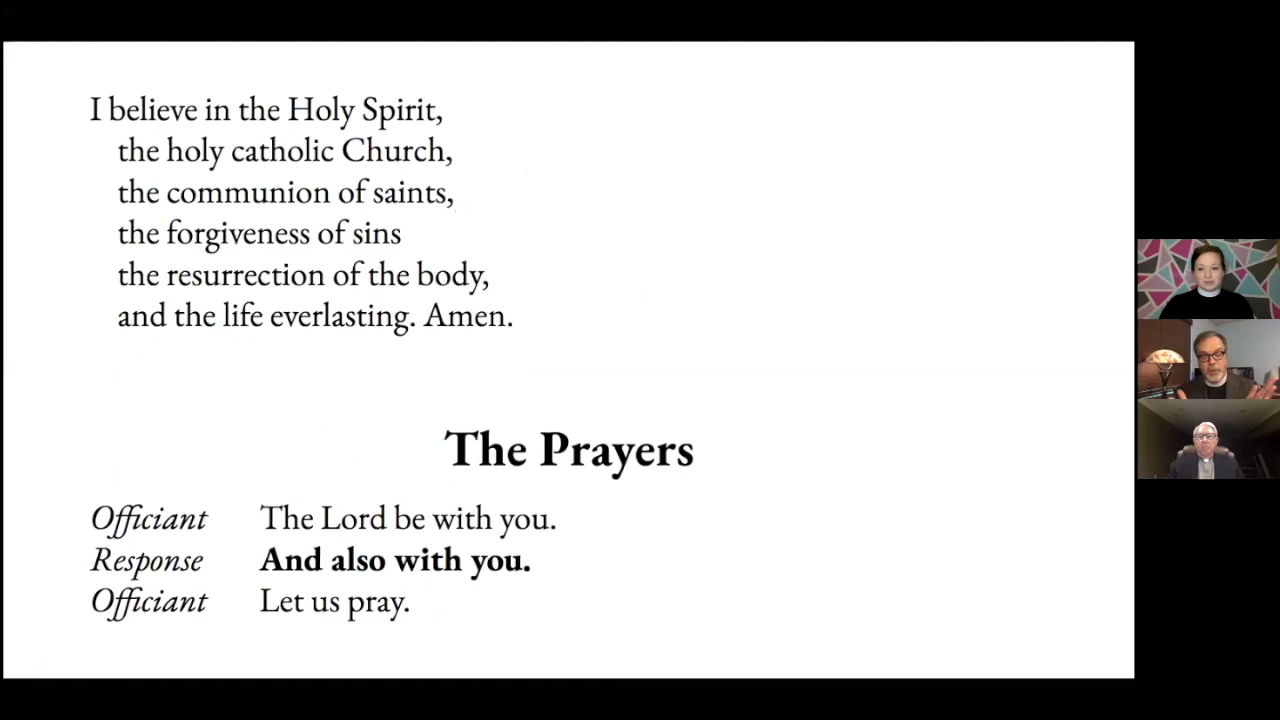 I believe in the Holy Spirit,
the holy catholic Church,
the communion of saints,
the forgiveness of sins
the resurrection of the body,
and the life everlasting. Amen.
The Prayers
Officiant The Lord be with you.
Response And also with you.
Officiant Let us pray.